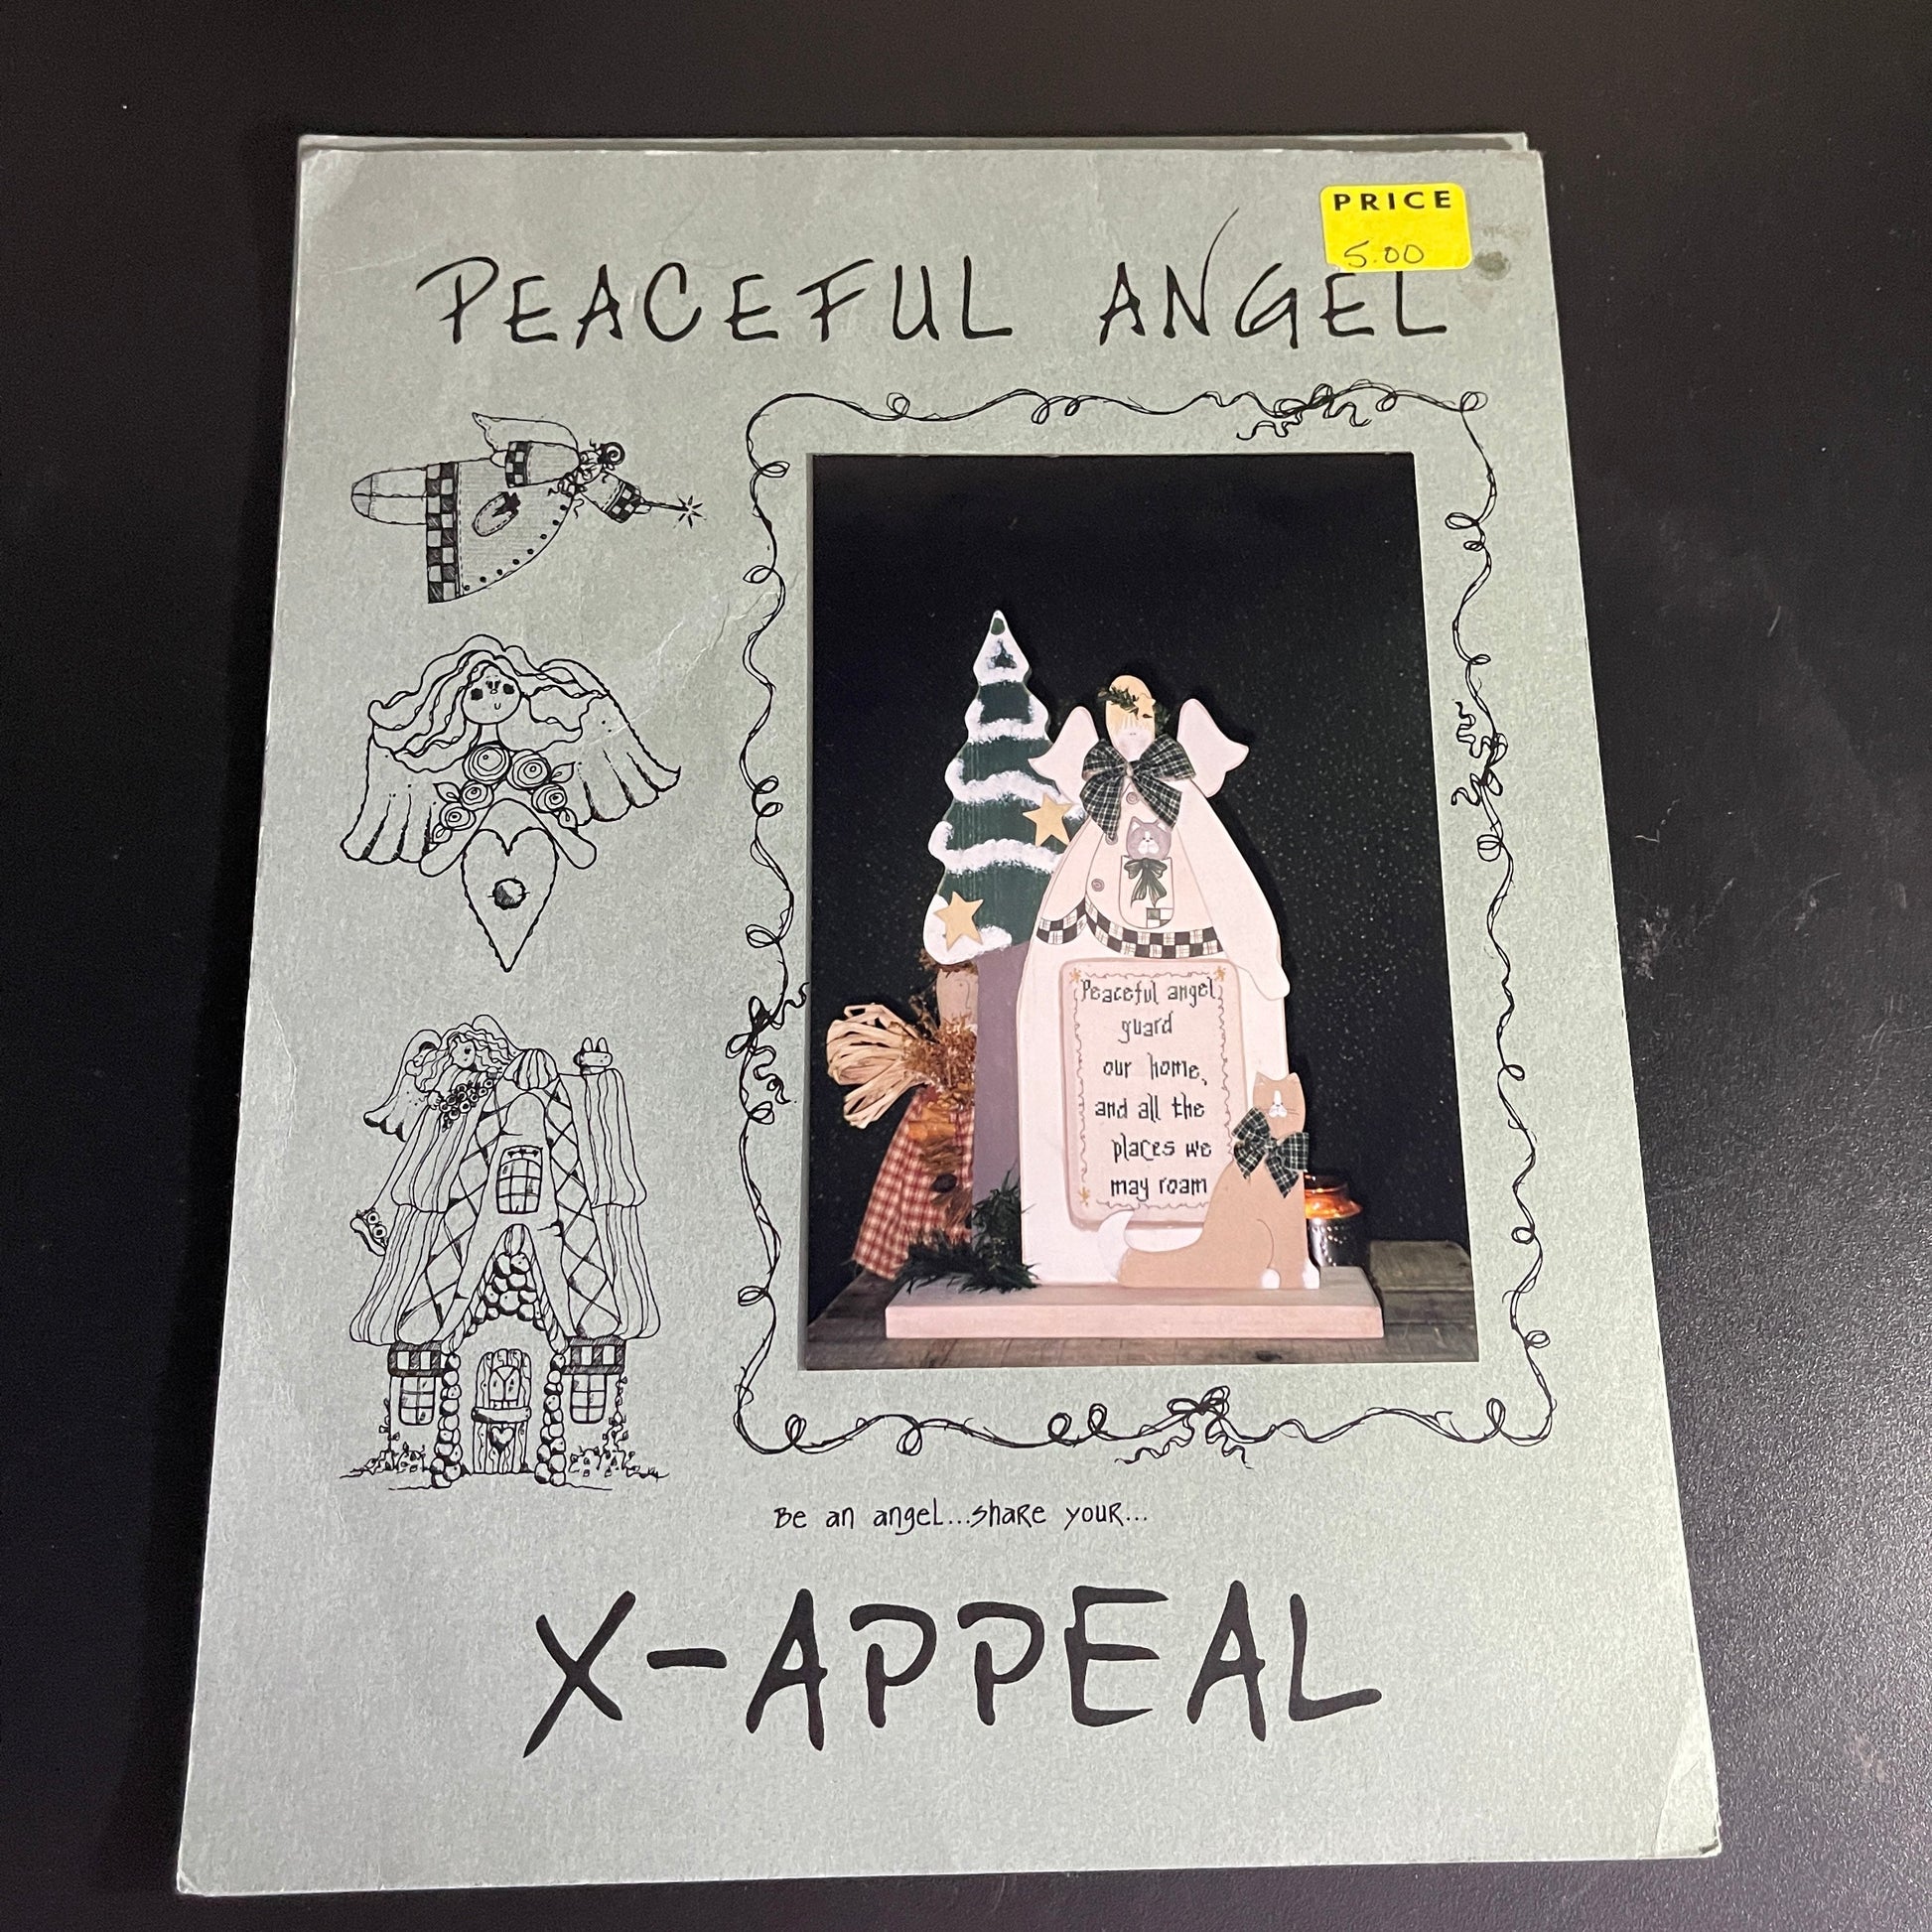 PRICE
5.00
PEACEFUL ANGEL
Peaceful angel
guard
our home,
and all the
places we
may roam
Be an angel...share your...
X-APPEAL